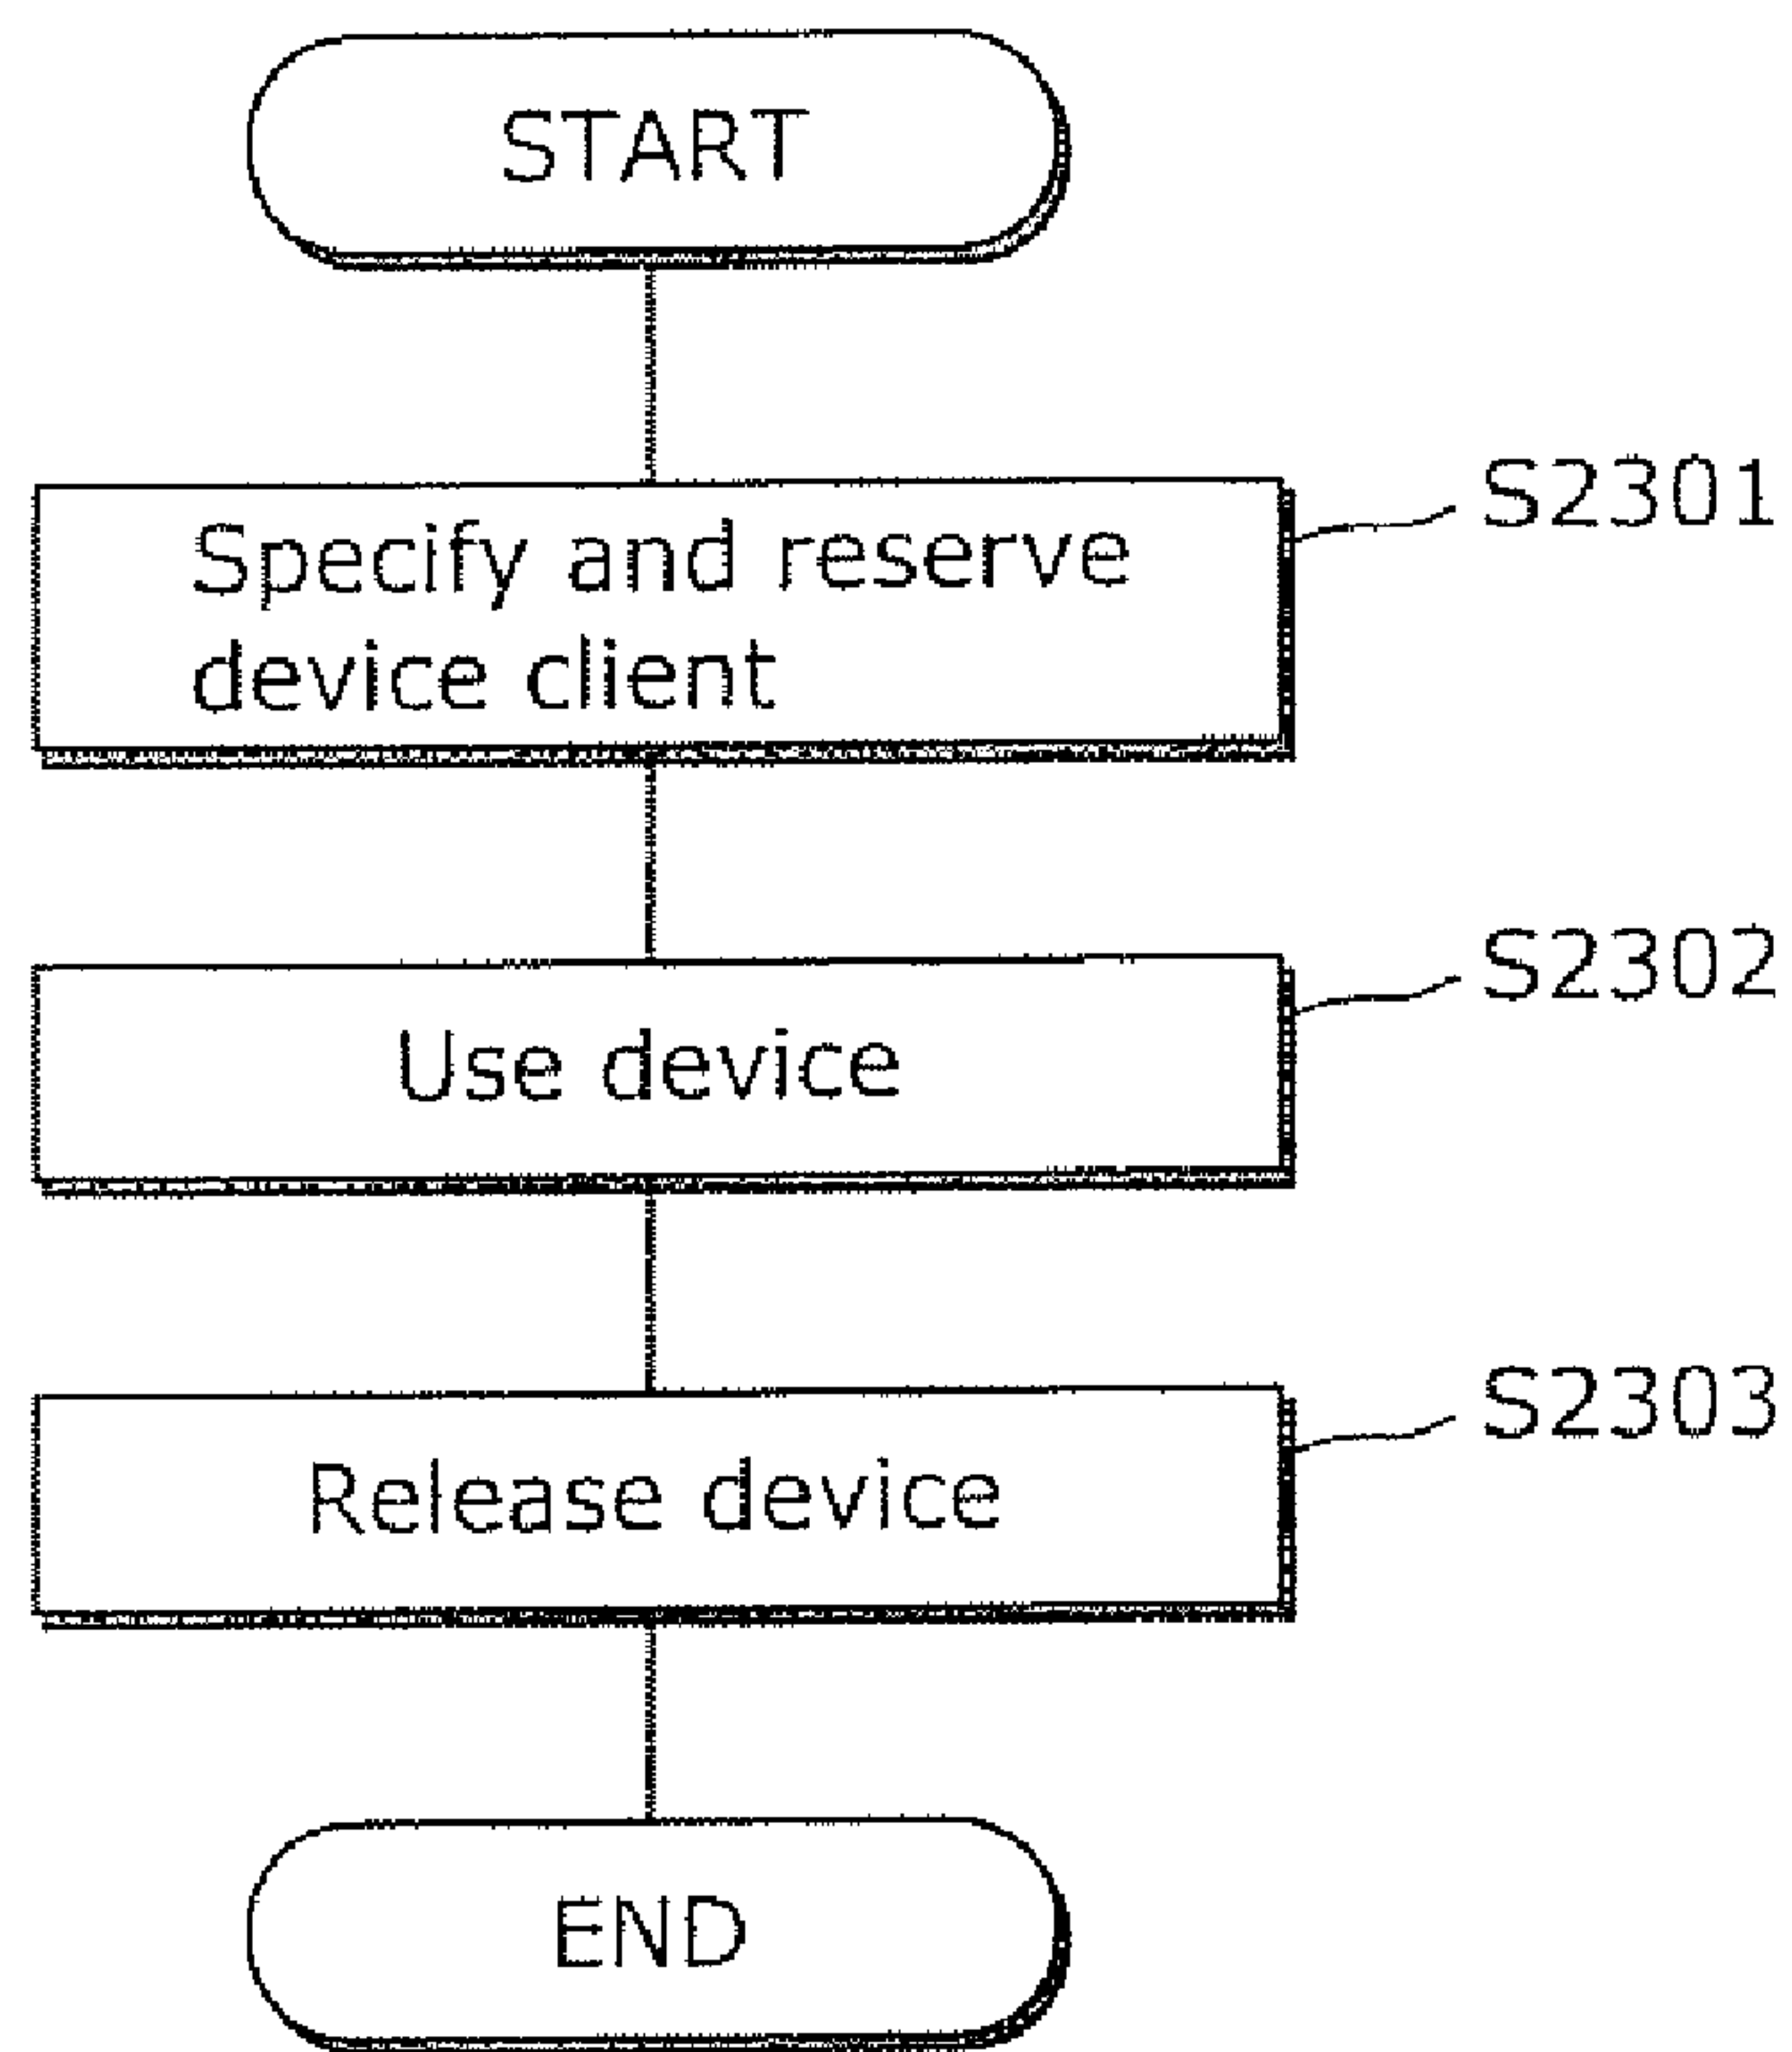 START
S2301
Specify and reserve
device client
S2302
Use device
S2303
Release device
END